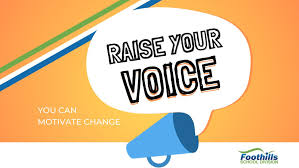 RAISE YOUR
VOICE
YOU CAN
MOTIVATE CHANGE
Foothills
SCHOOL DIVISION